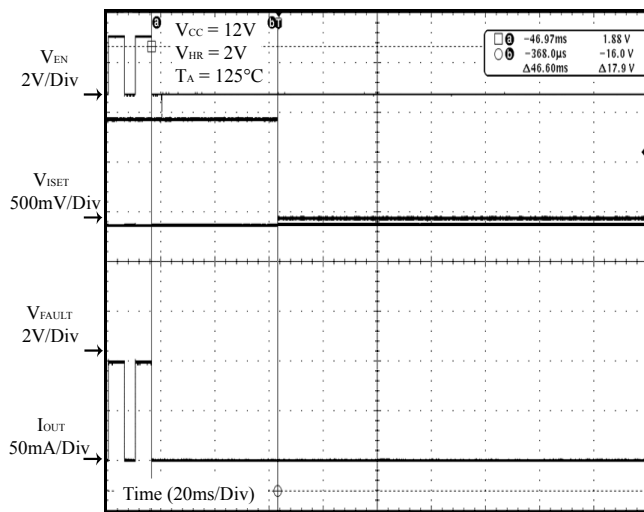 a
b T
VCC = 12V
VHR = 2V
TA = 125°C
a -46.97ms 1.88 V
b -368.0µs -16.0 V
Δ46.60ms Δ17.9 V
VEN
2V/Div
VISET
500mV/Div
VFAULT
2V/Div
IOUT
50mA/Div
Time (20ms/Div)